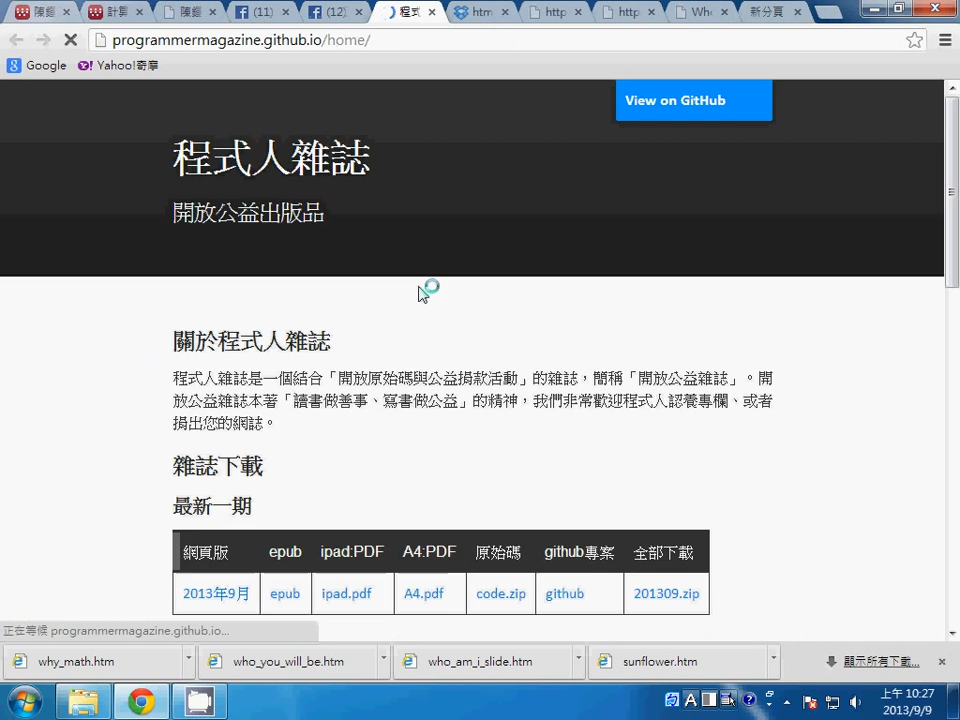 陳鍾
計算
陳鍾
(11)
(12)
程式
htm
http
http
Who
新分頁
programmermagazine.github.io/home/
Google
Yahoo!奇摩
View on GitHub
程式人雜誌
開放公益出版品
關於程式人雜誌
程式人雜誌是一個結合「開放原始碼與公益捐款活動」的雜誌，簡稱「開放公益雜誌」。開
放公益雜誌本著「讀書做善事、寫書做公益」的精神，我們非常歡迎程式人認養專欄、或者
捐出您的網誌。
雜誌下載
最新一期
網頁版 epub ipad:PDF A4:PDF 原始碼 github專案 全部下載
2013年9月 epub ipad.pdf A4.pdf code.zip github 201309.zip
正在等候 programmermagazine.github.io...
why_math.htm
who_you_will.be.htm
who_am_i_slide.htm
sunflower.htm
顯示所有下載...
上午 10:27
2013/9/9